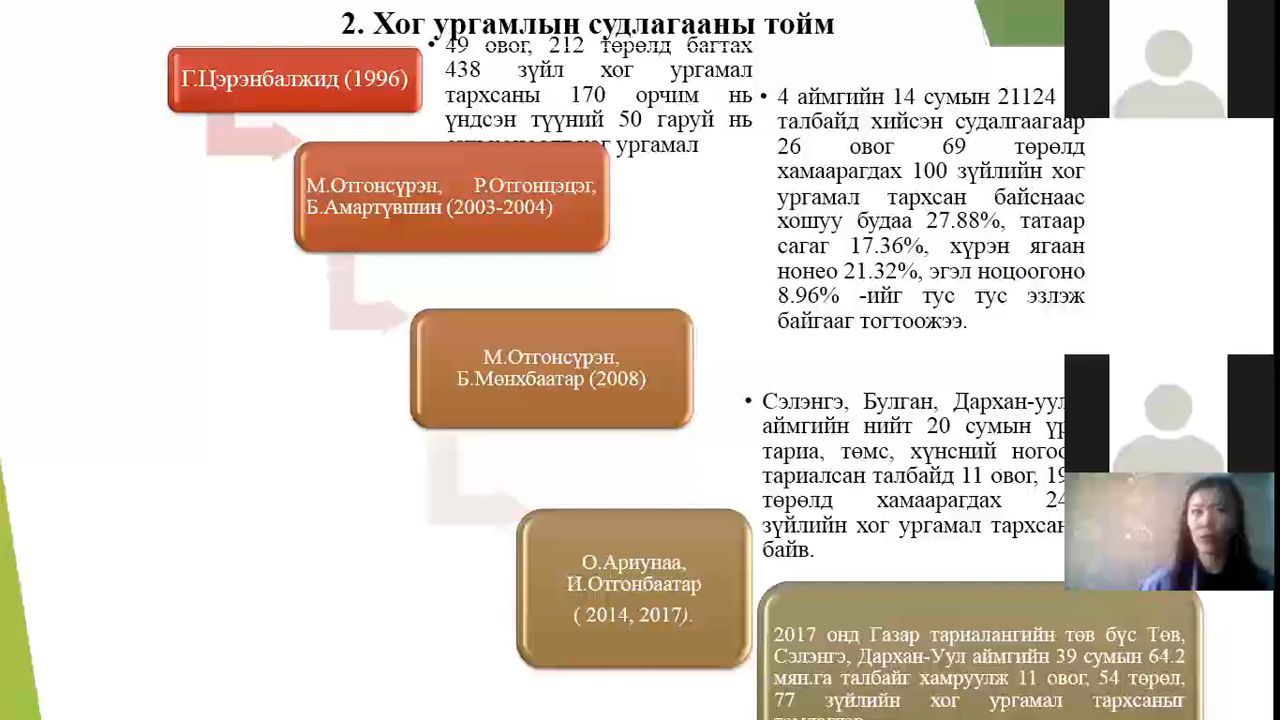 2. Хог ургамлын судлагааны тойм
Г.Цэрэнбалжид (1996)
49 овог, 212 төрөлд багтах
438 зүйл хог ургамал
тархсаны 170 орчим нь
үндсэн түүний 50 гаруй нь
хог ургамал
М.Отгонсүрэн, Р.Отгонцэцэг,
Б.Амартүвшин (2003-2004)
4 аймгийн 14 сумын 21124
талбайд хийсэн судалгаагаар
26 овог 69 төрөлд
хамаарагдах 100 зүйлийн хог
ургамал тархсан байснаас
хошуу будаа 27.88%, татаар
сагаг 17.36%, хүрэн ягаан
нонео 21.32%, эгэл ноцоогоно
8.96% -ийг тус тус эзлэж
байгааг тогтоожээ.
М.Отгонсүрэн,
Б.Мөнхбаатар (2008)
Сэлэнгэ, Булган, Дархан-уул
аймгийн нийт 20 сумын
тариа, төмс, хүнсний
тариалсан талбайд 11 овог,
төрөлд хамаарагдах
зүйлийн хог ургамал тархсан
байв.
О.Ариунаа,
И.Отгонбаатар
( 2014, 2017).
2017 онд Газар тариалангийн төв бүс Төв,
Сэлэнгэ, Дархан-Уул аймгийн 39 сумын 64.2
мян.га талбайг хамруулж 11 овог, 54 төрөл,
77 зүйлийн хог ургамал тархсаныг